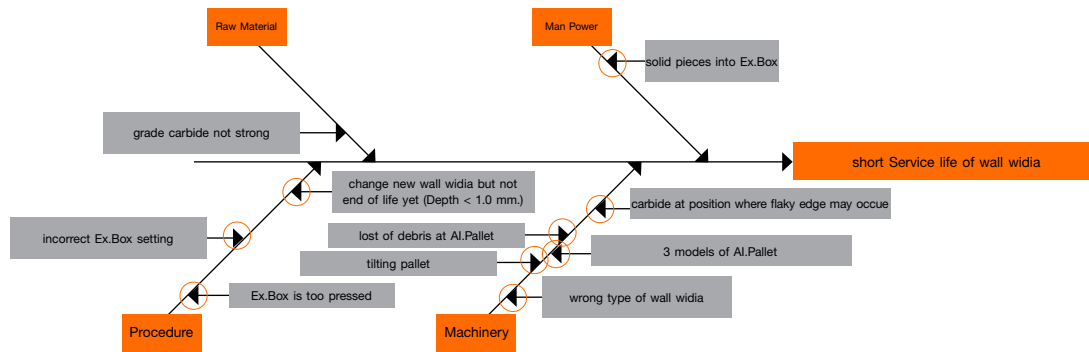 Raw Material
Man Power
solid pieces into Ex.Box
grade carbide not strong
short Service life of wall widia
change new wall widia but not
end of life yet (Depth < 1.0 mm.)
carbide at position where flaky edge may occue
incorrect Ex.Box setting
lost of debris at AI.Pallet
3 models of AI.Pallet
tilting pallet
Ex.Box is too pressed
wrong type of wall widia
Procedure
Machinery